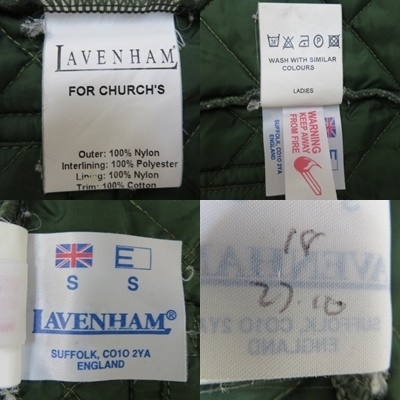 LAVENHAM
FOR CHURCH'S
Outer: 100% Nylon
Interlining: 100% Polyester
Lining: 100% Nylon
Trim: 100% Cotton
WASH WITH SIMILAR
COLOURS
LADIES
WARNING
KEEP AWAY
FROM FIRE
SUFFOLK, CO10 2YA
ENGLAND
S S
LAVENHAM®
SUFFOLK, CO10 2YA
ENGLAND
18
27.10
LAVENHAM
SUFFOLK, CO10 2YA
ENGLAND